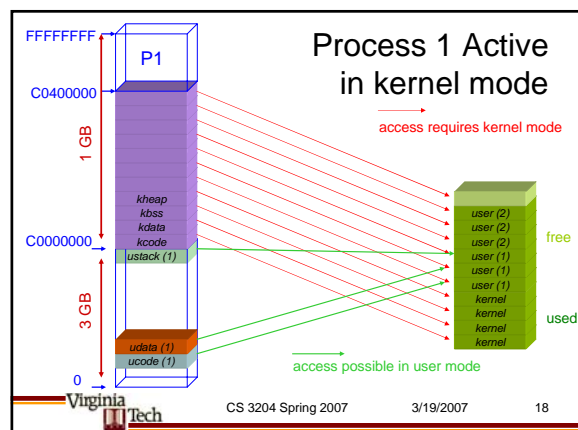 Process 1 Active
in kernel mode
FFFFFFFF
P1
C0400000
access requires kernel mode
1 GB
kheap
kbss
kdata
kcode
C0000000
ustack (1)
3 GB
udata (1)
ucode (1)
0
user (2)
user (2)
user (2)
user (1)
user (1)
user (1)
kernel
kernel
kernel
kernel
free
used
access possible in user mode
Virginia Tech
CS 3204 Spring 2007
3/19/2007
18